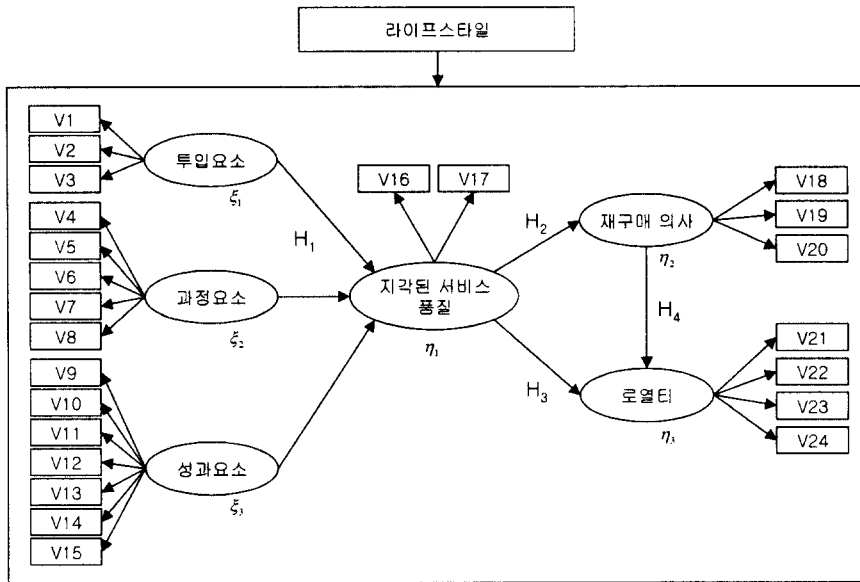 라이프스타일
V1
V2
V3
투입요소
ξ1
V4
V5
V6
V7
V8
과정요소
ξ2
V9
V10
V11
V12
V13
V14
V15
성과요소
ξ3
H1
V16
V17
지각된 서비스
품질
η1
H2
H3
재구매 의사
η2
V18
V19
V20
H4
로열티
η3
V21
V22
V23
V24